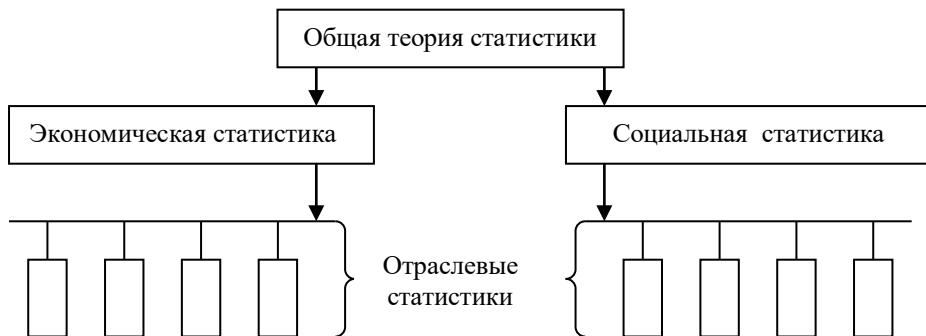 Общая теория статистики
Экономическая статистика
Социальная статистика
Отраслевые
статистики